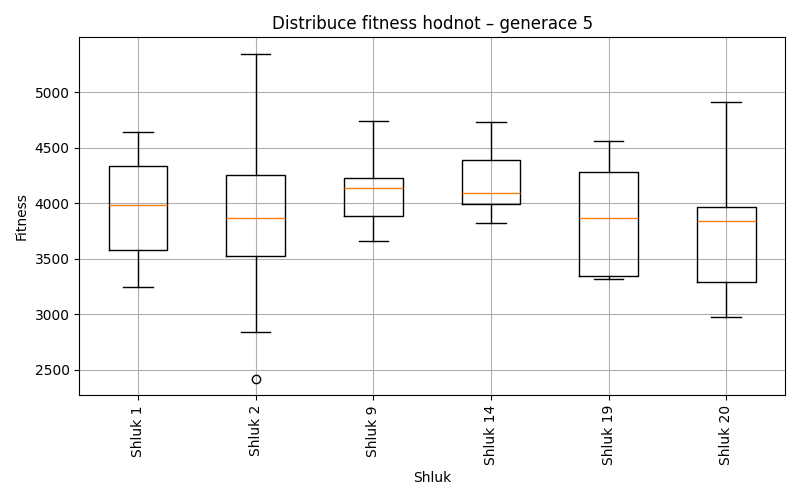 Distribuce fitness hodnot – generace 5
Fitness
5000
4500
4000
3500
3000
2500
Shluk 1
Shluk 2
Shluk 9
Shluk 14
Shluk 19
Shluk 20
Shluk